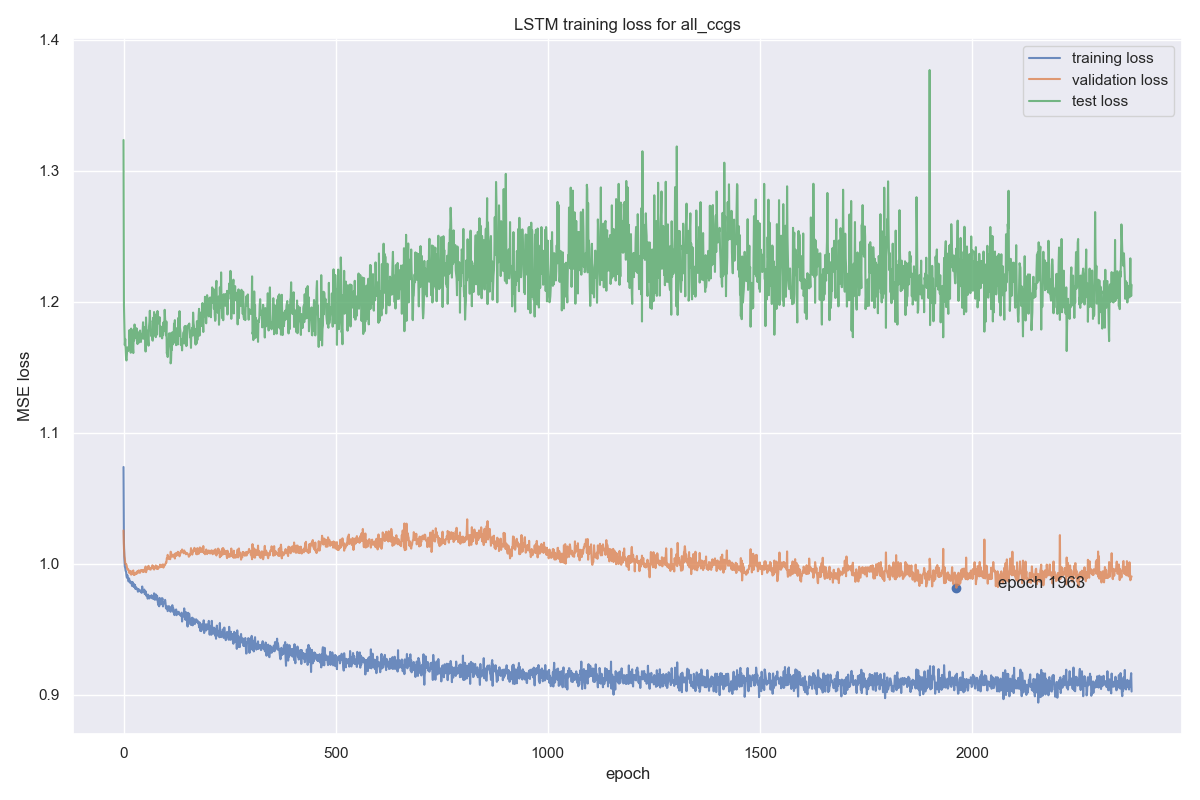 LSTM training loss for all_ccgs
training loss
validation loss
test loss
1.4
1.3
1.2
1.1
1.0
0.9
MSE loss
epoch 1963
0
500
1000
1500
2000
epoch